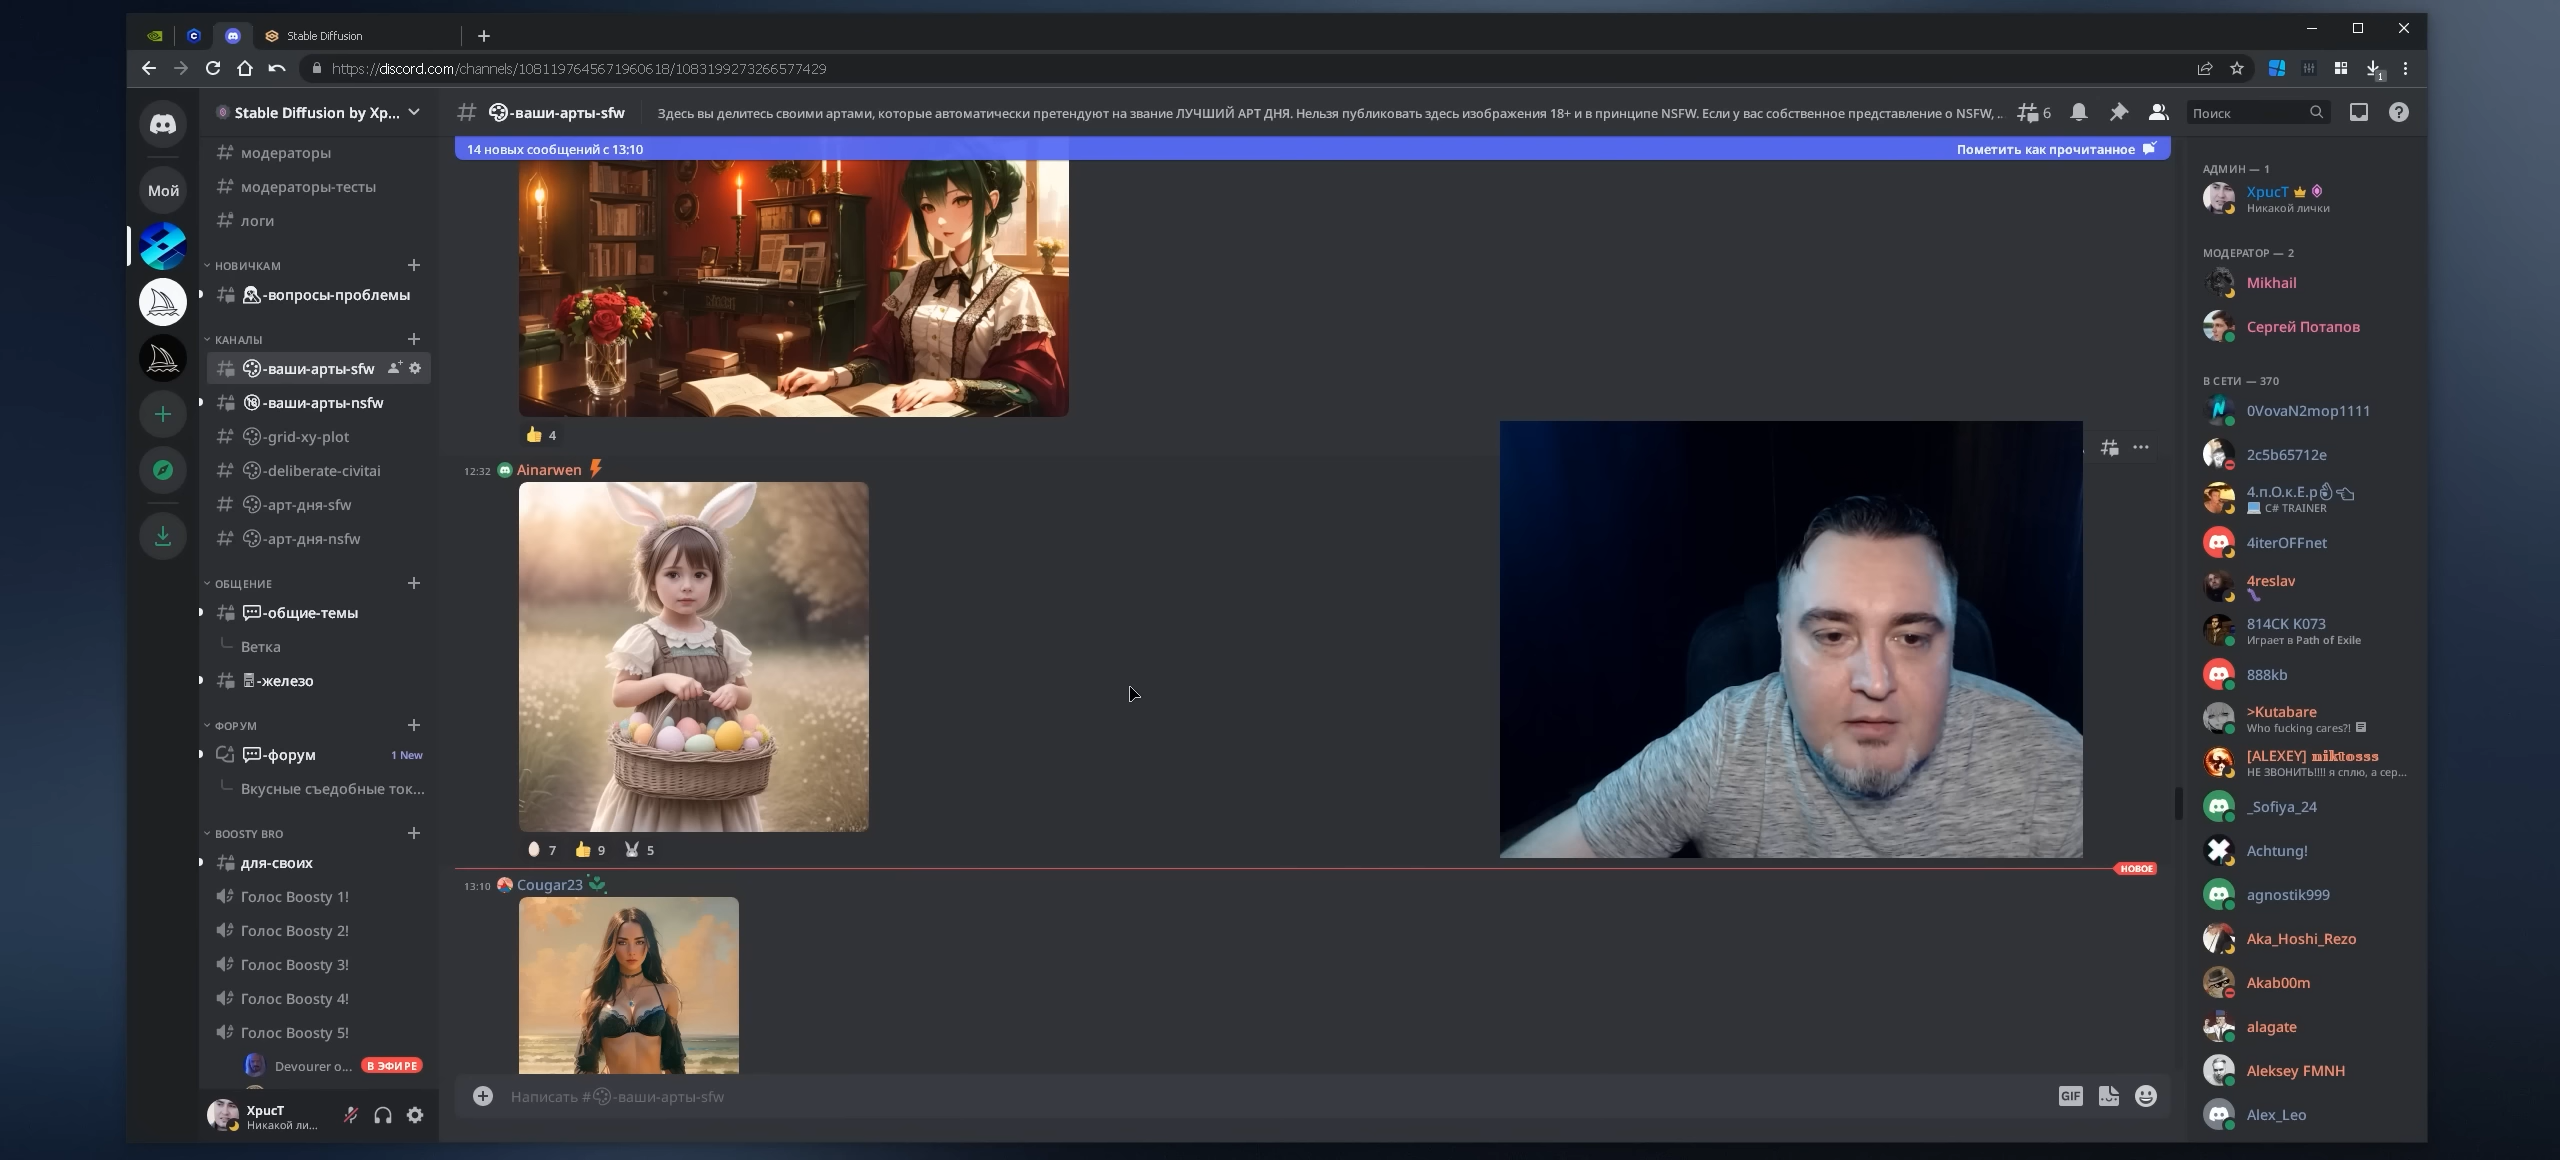 Stable Diffusion
https://discord.com/channels/1081197645671960618/1083199273266577429
Stable Diffusion by Xp...
-ваши-арты-sfw
Здесь вы делитесь своими артами, которые автоматически претендуют на звание ЛУЧШИЙ АРТ ДНЯ. Нельзя публиковать здесь изображения 18+ и в принципе NSFW. Если у вас собственное представление о NSFW, ...
6
Поиск
14 новых сообщений с 13:10
Пометить как прочитанное
Мой
модераторы
модераторы-тесты
логи
НОВИЧКАМ
-вопросы-проблемы
КАНАЛЫ
-ваши-арты-sfw
-ваши-арты-nsfw
-grid-xy-plot
-deliberate-civitai
-арт-дня-sfw
-арт-дня-nsfw
ОБЩЕНИЕ
-общие-темы
Ветка
-железо
ФОРУМ
-форум
1 New
Вкусные съедобные ток...
BOOSTY BRO
для-своих
Голос Boosty 1!
Голос Boosty 2!
Голос Boosty 3!
Голос Boosty 4!
Голос Boosty 5!
Devourer o...
В ЭФИРЕ
XpucT
Никакой ли...
4
12:32
Ainarwen
7
9
5
НОВОЕ
13:10
Cougar23
Написать #-ваши-арты-sfw
GIF
АДМИН — 1
XpucT
Никакой лички
МОДЕРАТОР — 2
Mikhail
Сергей Потапов
В СЕТИ — 370
0VovaN2mop1111
2c5b65712e
4.п.О.к.Е.р
C# TRAINER
4iterOFFnet
4reslav
814CK K073
Играет в Path of Exile
888kb
>Kutabare
Who fucking cares?!
[ALEXEY] miktosss
НЕ ЗВОНИТЬ!!!! я сплю, а сер...
_Sofiya_24
Achtung!
agnostik999
Aka_Hoshi_Rezo
Akab00m
alagate
Aleksey FMNH
Alex_Leo